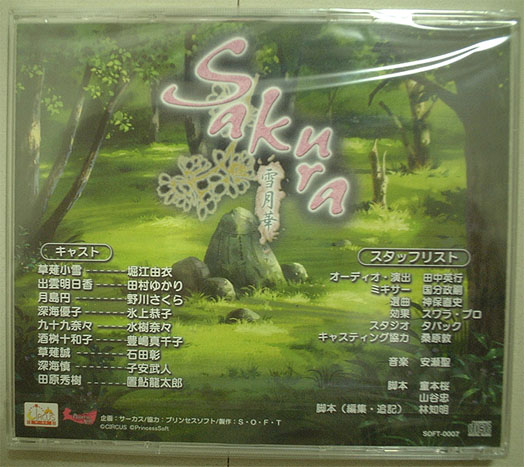 Sakura
雪月華
キャスト
草薙小雪 堀江由衣
出雲明日香 田村ゆかり
月島円 野川さくら
深海優子 氷上恭子
九十九奈々 水樹奈々
酒桝十和子 豊嶋真千子
草薙誠 石田彰
深海慎 子安武人
田原秀樹 置鮎龍太郎
スタッフリスト
オーディオ・演出 田中英行
ミキサー 国分政嗣
選曲 神保直史
効果 スワラ・プロ
スタジオ タバック
キャスティング協力 桑原敦
音楽 安瀬聖
脚本 童本桜
山谷忠
脚本(編集・追記) 林知明
企画:サーカス/協力:プリンセスソフト/製作:S・O・F・T
©CIRCUS ©PrincessSoft
SOFT-0002